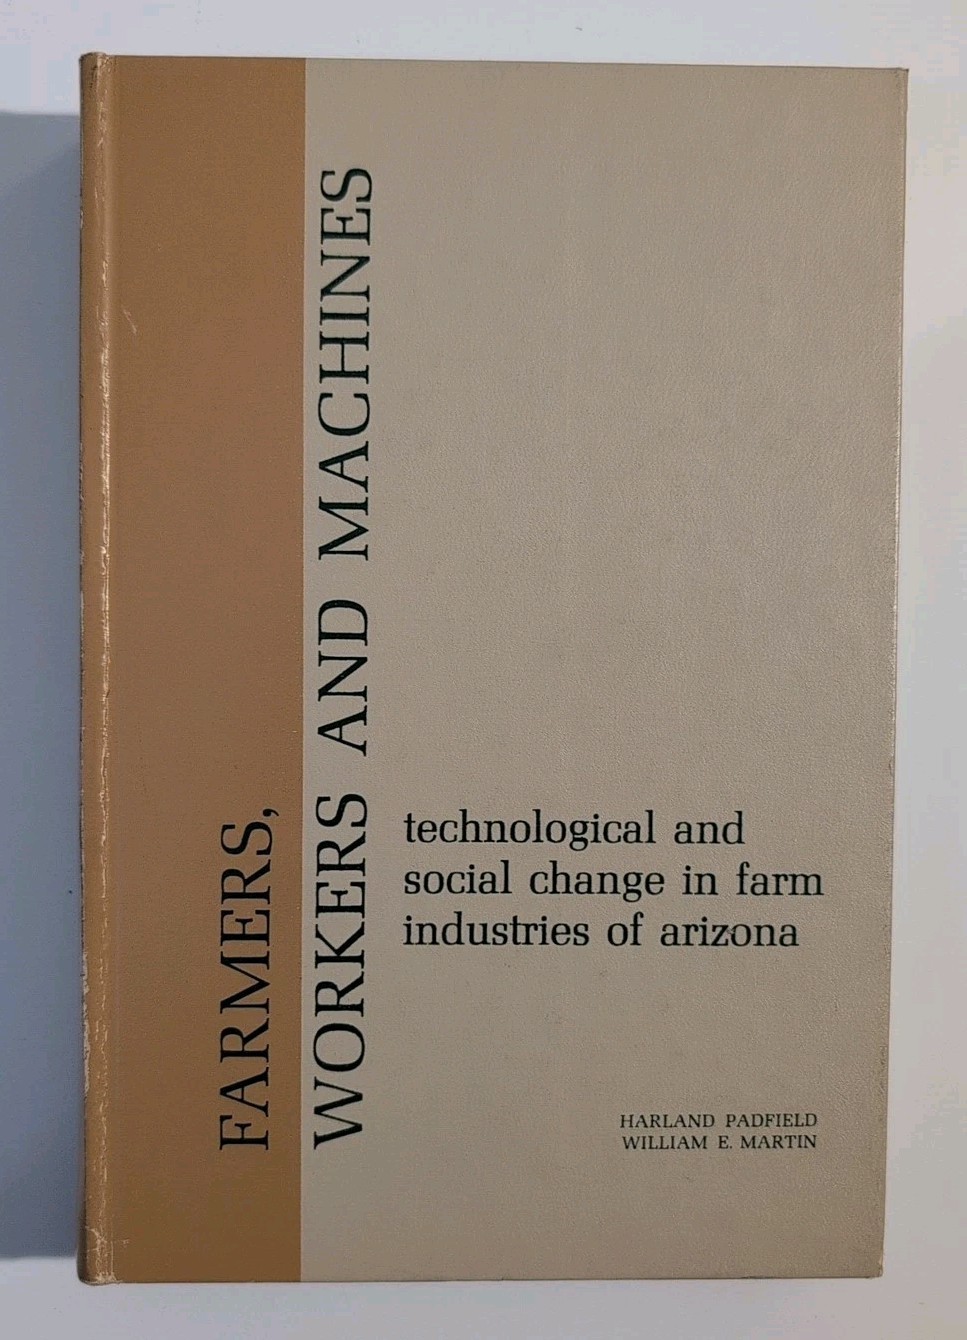 FARMERS,
WORKERS AND MACHINES
technological and
social change in farm
industries of arizona
HARLAND PADFIELD
WILLIAM E. MARTIN